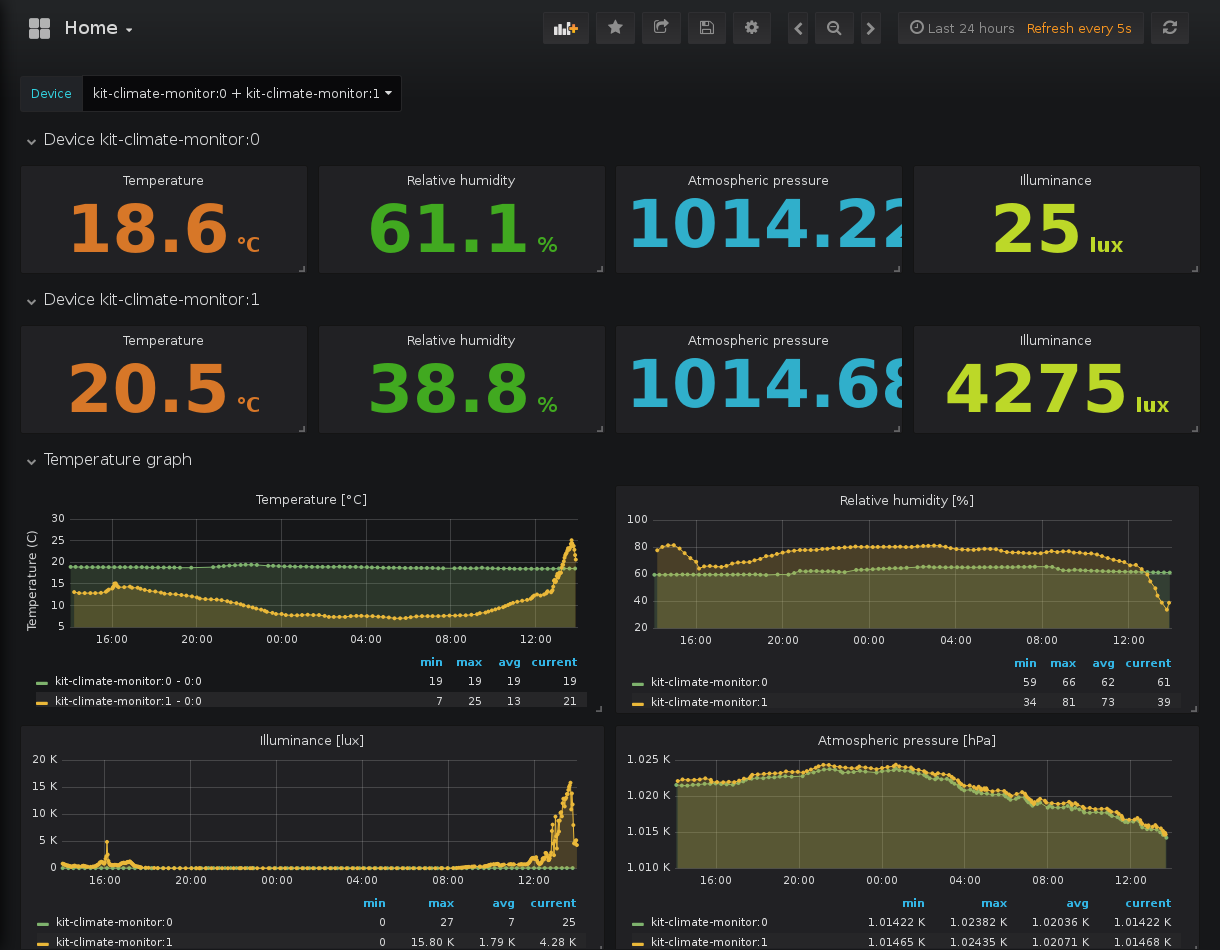 Home
Last 24 hours Refresh every 5s
Device kit-climate-monitor:0 + kit-climate-monitor:1
Device kit-climate-monitor:0
Temperature Relative humidity Atmospheric pressure Illuminance
18.6 °C 61.1 % 1014.22 25 lux
Device kit-climate-monitor:1
Temperature Relative humidity Atmospheric pressure Illuminance
20.5 °C 38.8 % 1014.68 4275 lux
Temperature graph
Temperature [°C]
Temperature (C)
30
25
20
15
10
5
16:00 20:00 00:00 04:00 08:00 12:00
min max avg current
kit-climate-monitor:0 - 0:0 19 19 19 19
kit-climate-monitor:1 - 0:0 7 25 13 21
Relative humidity [%]
100
80
60
40
20
16:00 20:00 00:00 04:00 08:00 12:00
min max avg current
kit-climate-monitor:0 59 66 62 61
kit-climate-monitor:1 34 81 73 39
Illuminance [lux]
20 K
15 K
10 K
5 K
0
16:00 20:00 00:00 04:00 08:00 12:00
min max avg current
kit-climate-monitor:0 0 27 7 25
kit-climate-monitor:1 0 15.80 K 1.79 K 4.28 K
Atmospheric pressure [hPa]
1.025 K
1.020 K
1.015 K
1.010 K
16:00 20:00 00:00 04:00 08:00 12:00
min max avg current
kit-climate-monitor:0 1.01422 K 1.02382 K 1.02036 K 1.01422 K
kit-climate-monitor:1 1.01465 K 1.02435 K 1.02071 K 1.01468 K